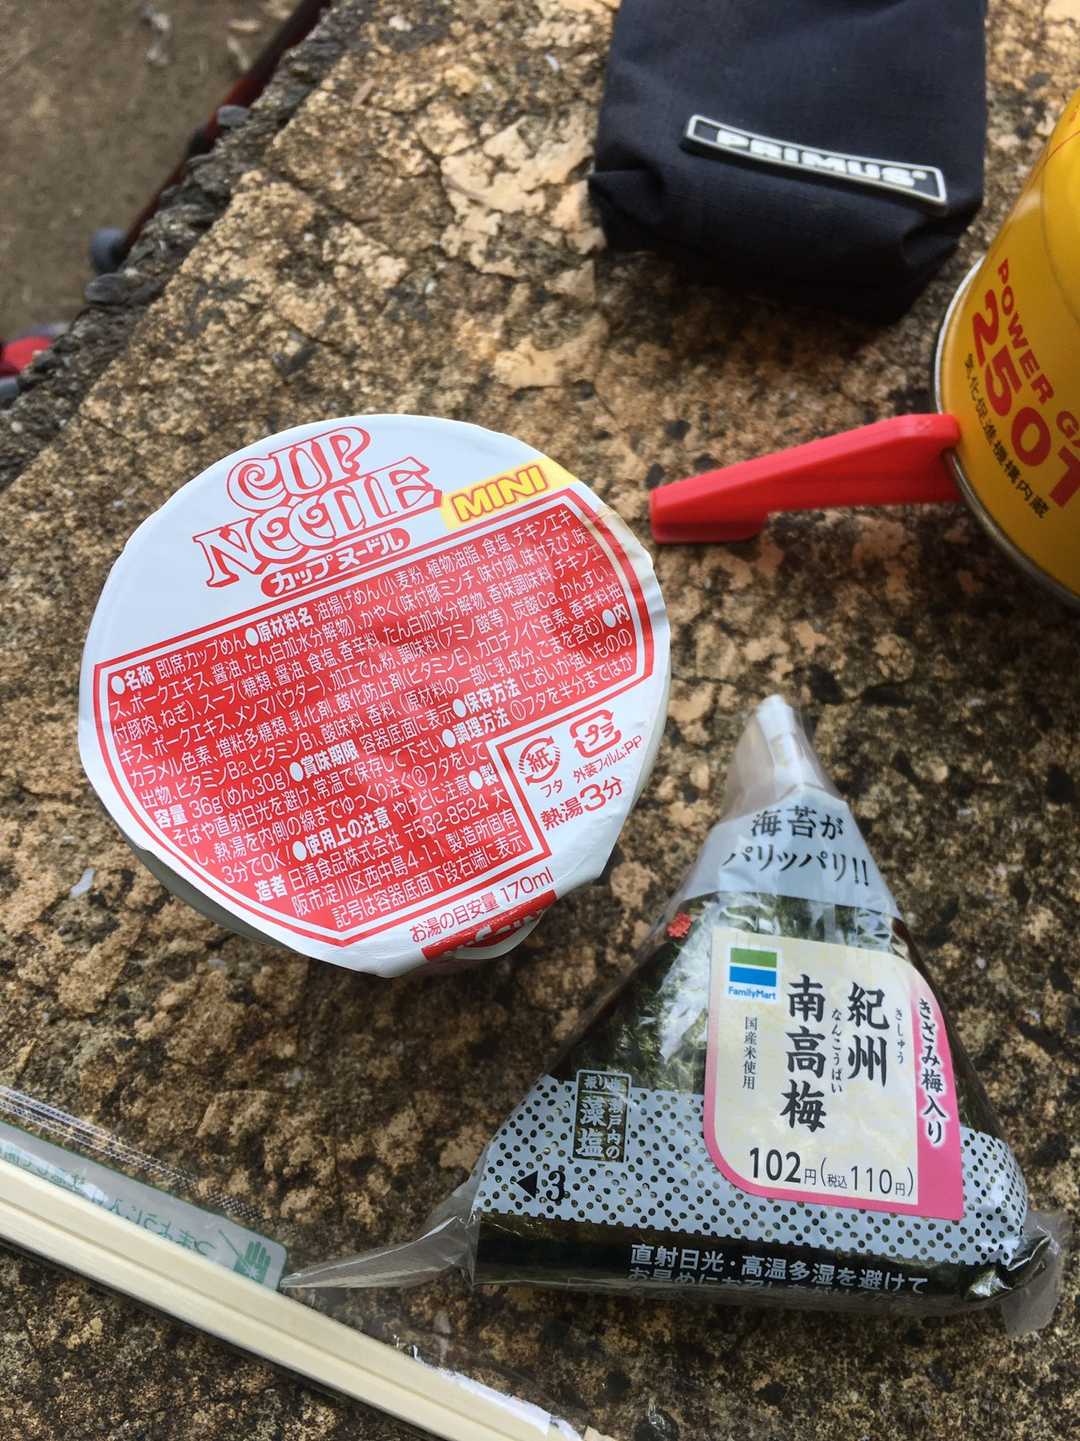 PRIMUS
POWER GA
250T
気化促進機構内蔵
CUP
NOODLE
MINI
カップヌードル
●名称 即席カップめん●原材料名 油揚げめん(小麦粉、植物油脂、食塩、チキンエキ
ス、ポークエキス、醤油、たん白加水分解物)、かやく(味付豚ミンチ、味付卵、味付えび、味
付豚肉、ねぎ)、スープ(糖類、醤油、食塩、香辛料、たん白加水分解物、香味調味料、チキンエ
キス、ポークエキス、メンマパウダー)、加工でん粉、調味料(アミノ酸等)、炭酸Ca、かんすい、
カラメル色素、増粘多糖類、乳化剤、酸化防止剤(ビタミンE)、カロチノイド色素、香辛料抽
出物、ビタミンB2、ビタミンB1、酸味料、香料、(原材料の一部に乳成分、ごまを含む)●内
容量 36g(めん30g)●賞味期限 容器底面に表示●保存方法 においが強いものの
そばや直射日光を避け、常温で保存して下さい●調理方法 ①フタを半分まではが
し、熱湯を内側の線までゆっくり注ぐ②フタをして
3分でOK!●使用上の注意 やけどに注意●製
造者 日清食品株式会社 〒532-8524 大
阪市淀川区西中島4-1-1 製造所固有
記号は容器底面下段右端に表示
紙
フタ
プラ
外装フィルム:PP
熱湯3分
お湯の目安量 170ml
海苔が
パリッパリ!!
FamilyMart
きざみ梅入り
紀州
きしゅう
南高梅
なんこうばい
国産米使用
102円(税込110円)
瀬戸内の
藻塩
◀3
直射日光・高温多湿を避けて